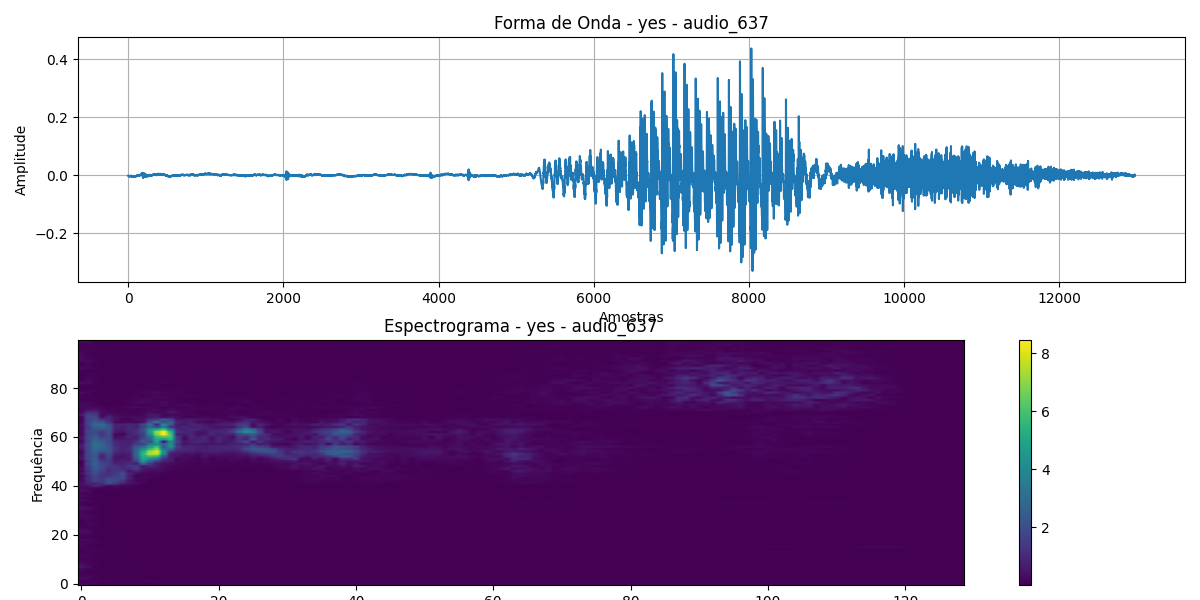 Forma de Onda - yes - audio_637
0.4
0.2
0.0
−0.2
Amplitude
0 2000 4000 6000 8000 10000 12000
Amostras
Espectrograma - yes - audio_637
80
60
40
20
0
Frequência
0 20 40 60 80 100 120
8
6
4
2